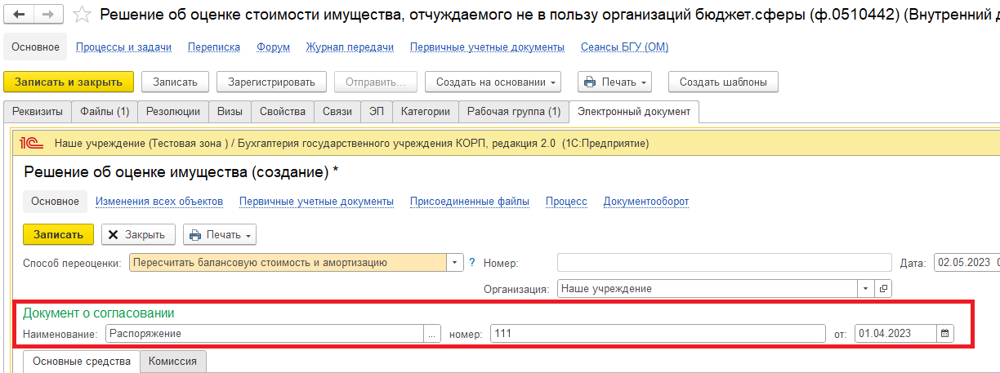 Решение об оценке стоимости имущества, отчуждаемого не в пользу организаций бюджет.сферы (ф.0510442) (Внутренний д
Основное Процессы и задачи Переписка Форум Журнал передачи Первичные учетные документы Сеансы БГУ (ОМ)
Записать и закрыть Записать Зарегистрировать Отправить... Создать на основании Печать Создать шаблоны
Реквизиты Файлы (1) Резолюции Визы Свойства Связи ЭП Категории Рабочая группа (1) Электронный документ
1С Наше учреждение (Тестовая зона ) / Бухгалтерия государственного учреждения КОРП, редакция 2.0 (1С:Предприятие)
Решение об оценке имущества (создание) *
Основное Изменения всех объектов Первичные учетные документы Присоединенные файлы Процесс Документооборот
Записать Закрыть Печать
Способ переоценки: Пересчитать балансовую стоимость и амортизацию ? Номер: Дата: 02.05.2023 0
Организация: Наше учреждение
Документ о согласовании
Наименование: Распоряжение ... номер: 111 от: 01.04.2023
Основные средства Комиссия